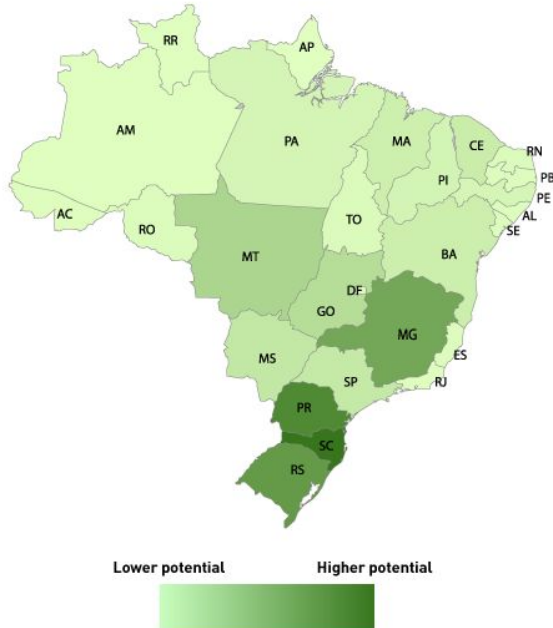 RR
AP
AM
PA
MA
CE
RN
PB
PI
PE
AL
SE
AC
RO
TO
MT
BA
DF
GO
MG
ES
MS
SP
RJ
PR
SC
RS
Lower potential Higher potential